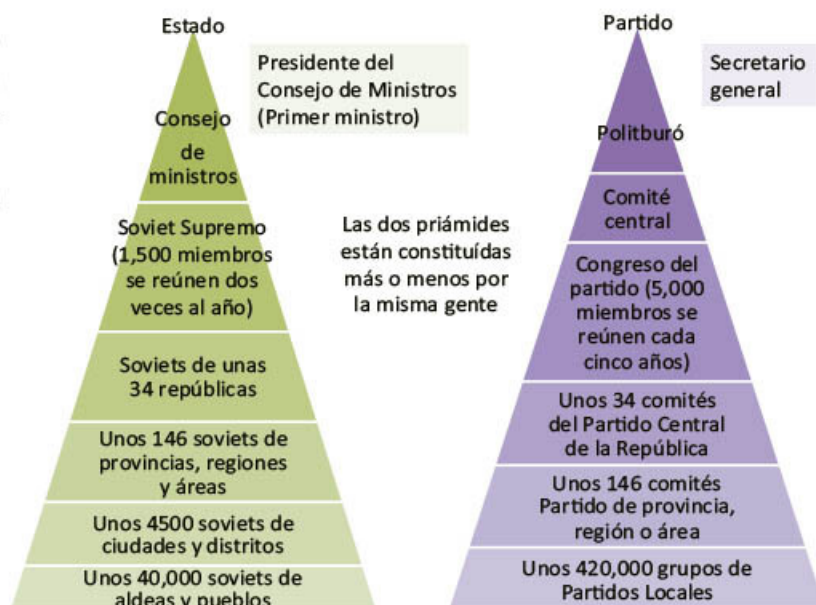 Estado
Presidente del
Consejo de Ministros
(Primer ministro)
Consejo
de
ministros
Soviet Supremo
(1,500 miembros
se reúnen dos
veces al año)
Soviets de unas
34 repúblicas
Unos 146 soviets de
provincias, regiones
y áreas
Unos 4500 soviets de
ciudades y distritos
Unos 40,000 soviets de
aldeas y pueblos
Las dos priámides
están constituídas
más o menos por
la misma gente
Partido
Secretario
general
Politburó
Comité
central
Congreso del
partido (5,000
miembros se
reúnen cada
cinco años)
Unos 34 comités
del Partido Central
de la República
Unos 146 comités
Partido de provincia,
región o área
Unos 420,000 grupos de
Partidos Locales